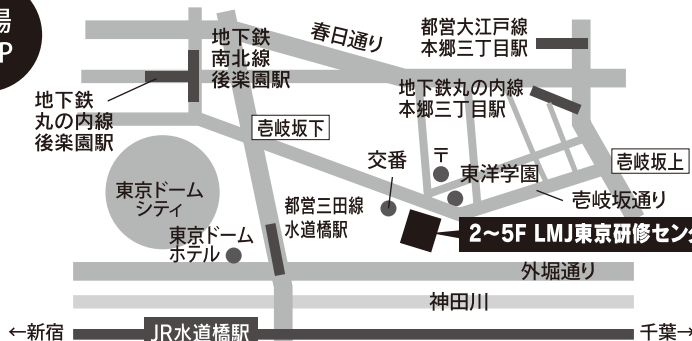 場
P
春日通り
都営大江戸線
本郷三丁目駅
地下鉄
南北線
後楽園駅
地下鉄丸の内線
本郷三丁目駅
地下鉄
丸の内線
後楽園駅
壱岐坂下
交番
〒
東洋学園
壱岐坂上
壱岐坂通り
東京ドーム
シティ
都営三田線
水道橋駅
東京ドーム
ホテル
2~5F LMJ東京研修センタ
外堀通り
神田川
←新宿
JR水道橋駅
千葉→